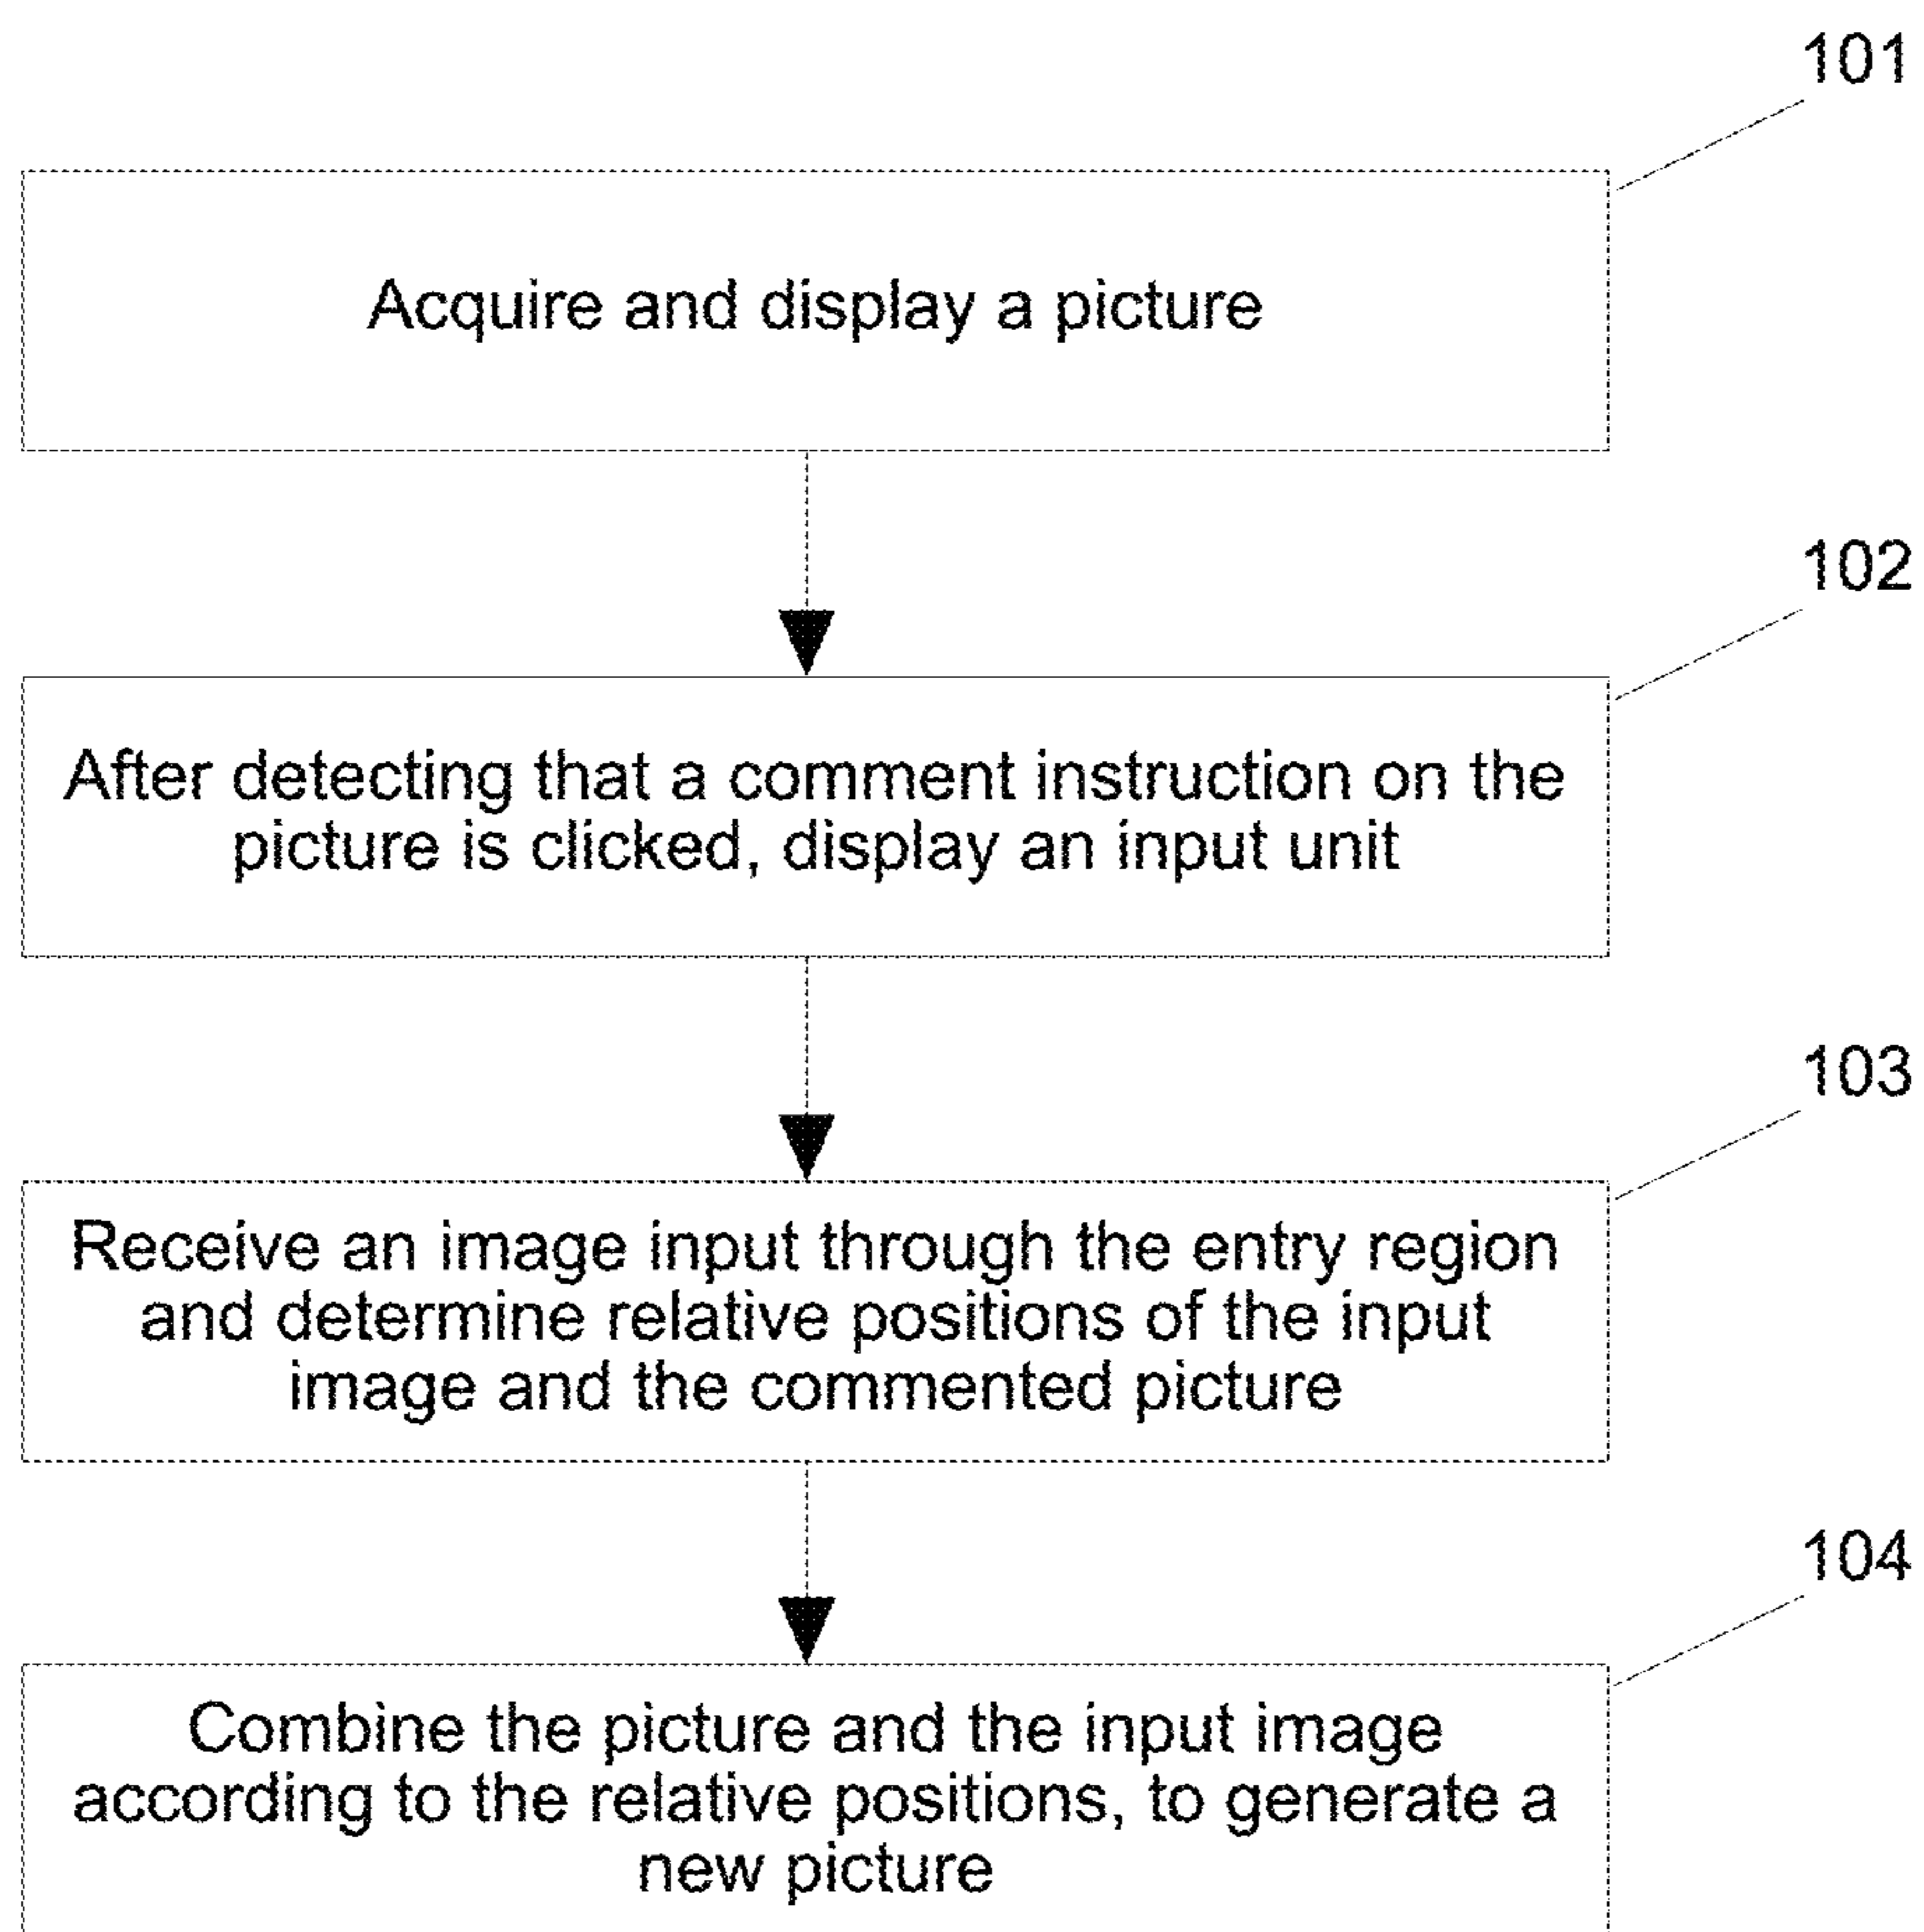 101
Acquire and display a picture
102
After detecting that a comment instruction on the
picture is clicked, display an input unit
103
Receive an image input through the entry region
and determine relative positions of the input
image and the commented picture
104
Combine the picture and the input image
according to the relative positions, to generate a
new picture